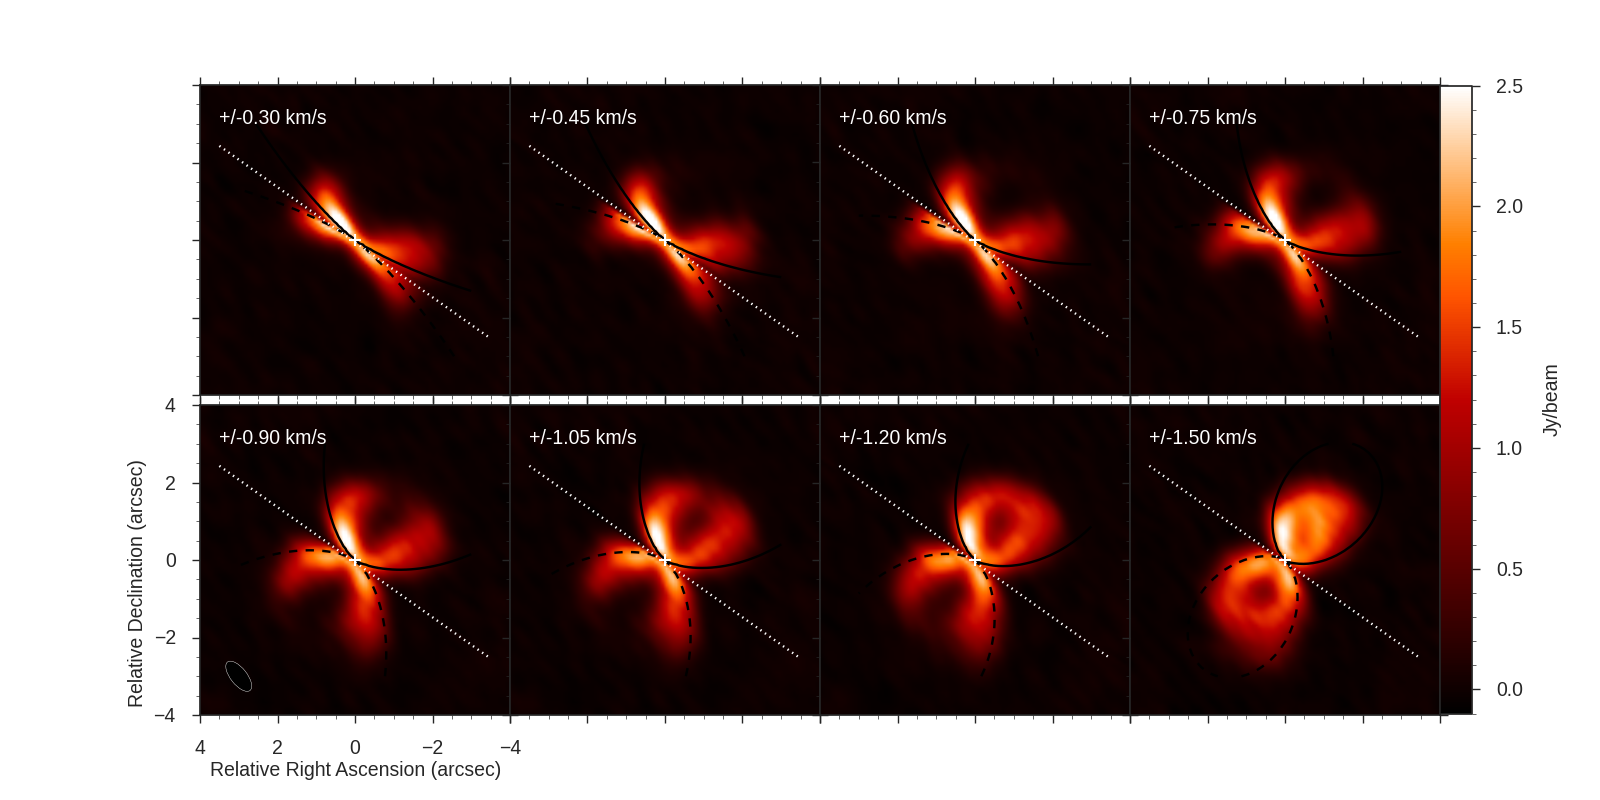 +/-0.30 km/s
+/-0.45 km/s
+/-0.60 km/s
+/-0.75 km/s
+/-0.90 km/s
+/-1.05 km/s
+/-1.20 km/s
+/-1.50 km/s
4
2
0
−2
−4
Relative Declination (arcsec)
4
2
0
−2
−4
Relative Right Ascension (arcsec)
2.5
2.0
1.5
1.0
0.5
0.0
Jy/beam